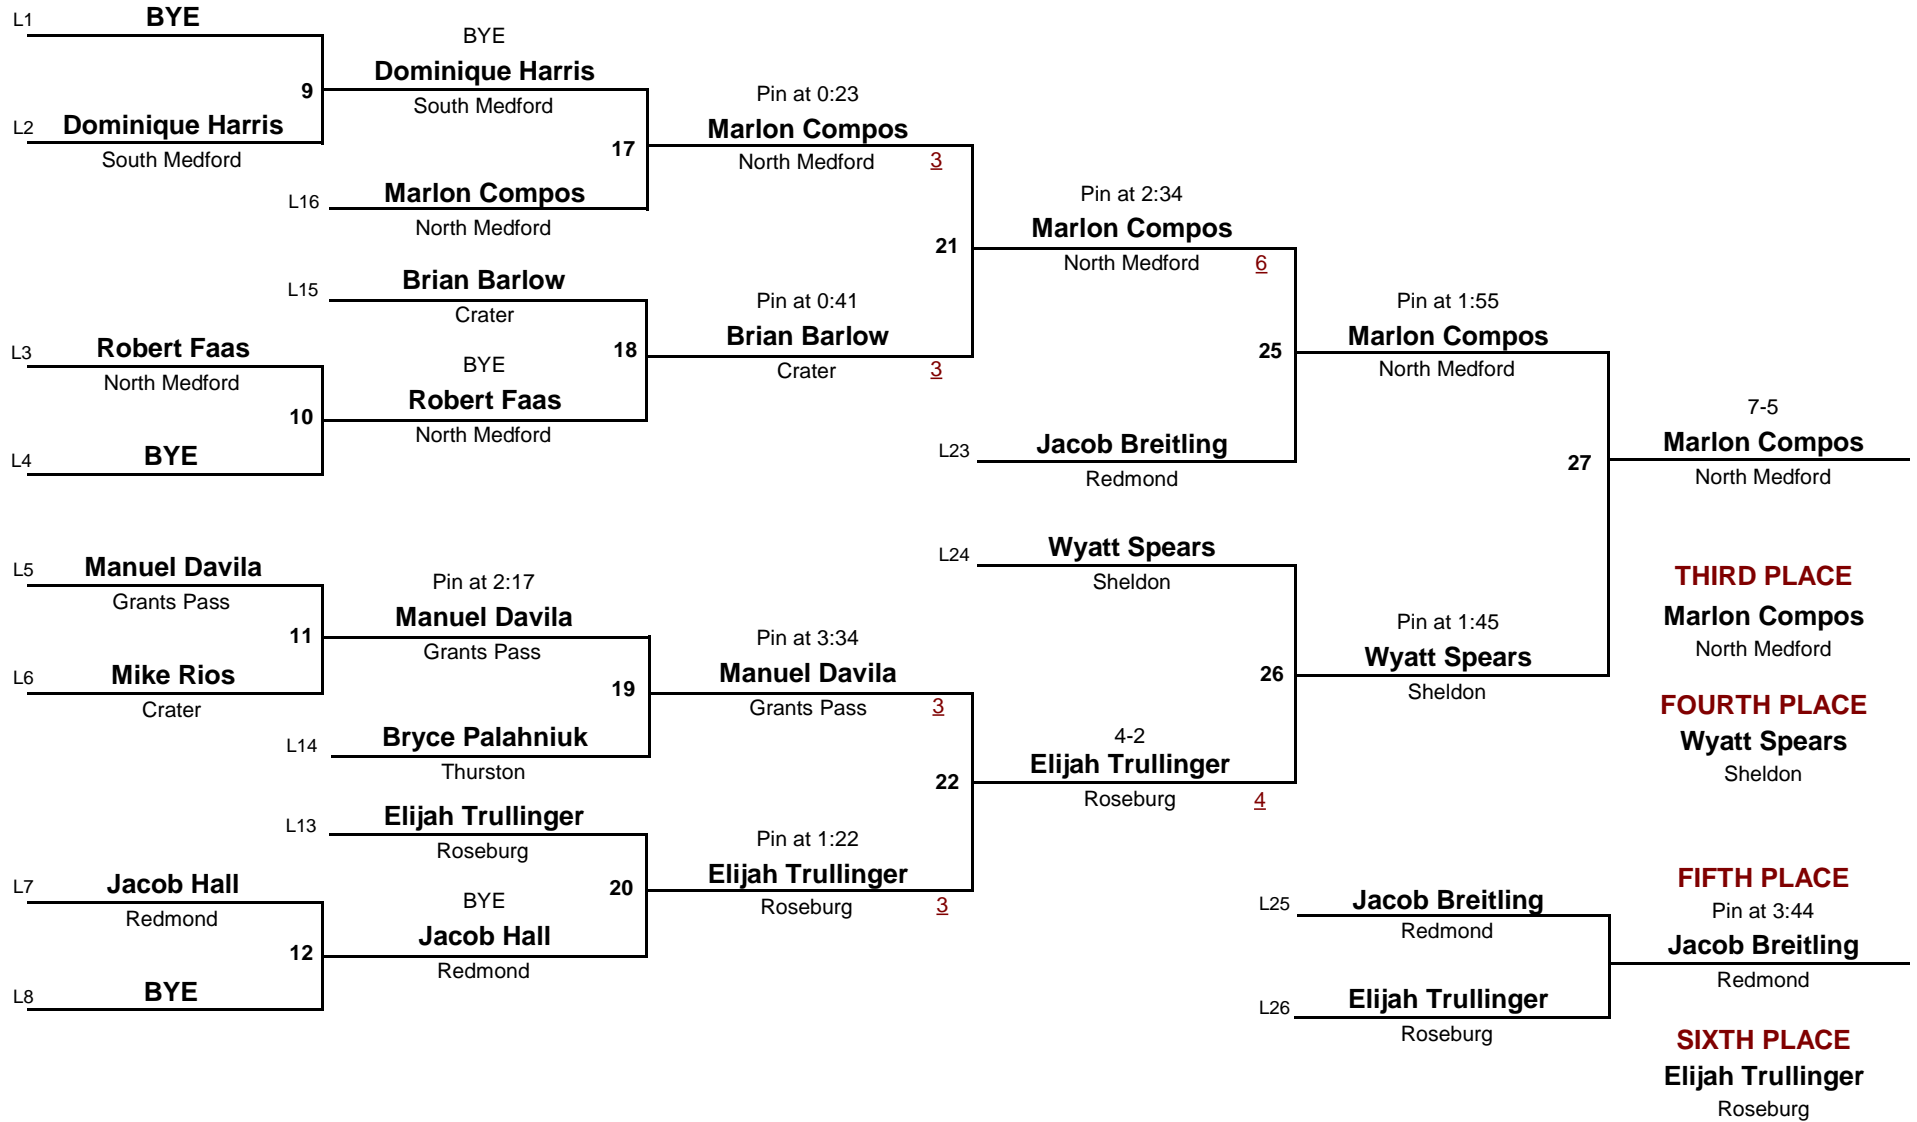 L1 BYE
9
L2 Dominique Harris
South Medford
BYE
Dominique Harris
South Medford
17
L16 Marlon Compos
North Medford
Pin at 0:23
Marlon Compos
North Medford 3
L15 Brian Barlow
Crater
18
L3 Robert Faas
North Medford
10
L4 BYE
BYE
Robert Faas
North Medford
Pin at 0:41
Brian Barlow
Crater 3
21
Pin at 2:34
Marlon Compos
North Medford 6
25
L23 Jacob Breitling
Redmond
Pin at 1:55
Marlon Compos
North Medford
27
7-5
Marlon Compos
North Medford
L5 Manuel Davila
Grants Pass
11
L6 Mike Rios
Crater
Pin at 2:17
Manuel Davila
Grants Pass
19
L14 Bryce Palahniuk
Thurston
Pin at 3:34
Manuel Davila
Grants Pass 3
L13 Elijah Trullinger
Roseburg
20
L7 Jacob Hall
Redmond
12
L8 BYE
BYE
Jacob Hall
Redmond
Pin at 1:22
Elijah Trullinger
Roseburg 3
22
L24 Wyatt Spears
Sheldon
26
4-2
Elijah Trullinger
Roseburg 4
Pin at 1:45
Wyatt Spears
Sheldon
THIRD PLACE
Marlon Compos
North Medford
FOURTH PLACE
Wyatt Spears
Sheldon
L25 Jacob Breitling
Redmond
L26 Elijah Trullinger
Roseburg
FIFTH PLACE
Pin at 3:44
Jacob Breitling
Redmond
SIXTH PLACE
Elijah Trullinger
Roseburg